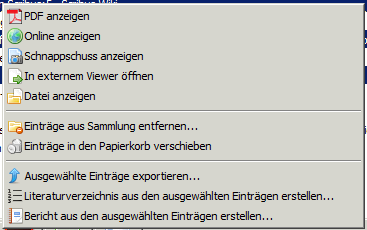 PDF anzeigen
Online anzeigen
Schnappschuss anzeigen
In externem Viewer öffnen
Datei anzeigen
Einträge aus Sammlung entfernen...
Einträge in den Papierkorb verschieben
Ausgewählte Einträge exportieren...
Literaturverzeichnis aus den ausgewählten Einträgen erstellen...
Bericht aus den ausgewählten Einträgen erstellen...